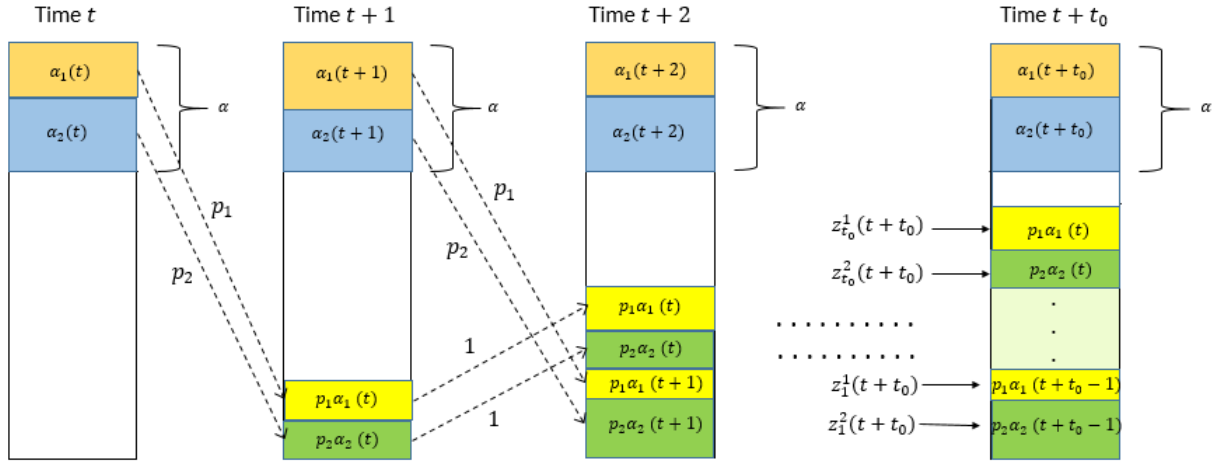 Time t
Time t + 1
Time t + 2
Time t + t₀
α₁(t)
α₂(t)
α
p₁
p₂
α₁(t + 1)
α₂(t + 1)
α
p₁
p₂
1
1
p₁α₁ (t)
p₂α₂ (t)
α₁(t + 2)
α₂(t + 2)
α
p₁α₁ (t)
p₂α₂ (t)
p₁α₁ (t + 1)
p₂α₂ (t + 1)
. . . . . . . . . .
. . . . . . . . . .
α₁(t + t₀)
α₂(t + t₀)
α
z¹ₜ₀(t + t₀)
p₁α₁ (t)
z²ₜ₀(t + t₀)
p₂α₂ (t)
.
.
.
z₁¹(t + t₀)
p₁α₁ (t + t₀ − 1)
z₁²(t + t₀)
p₂α₂ (t + t₀ − 1)